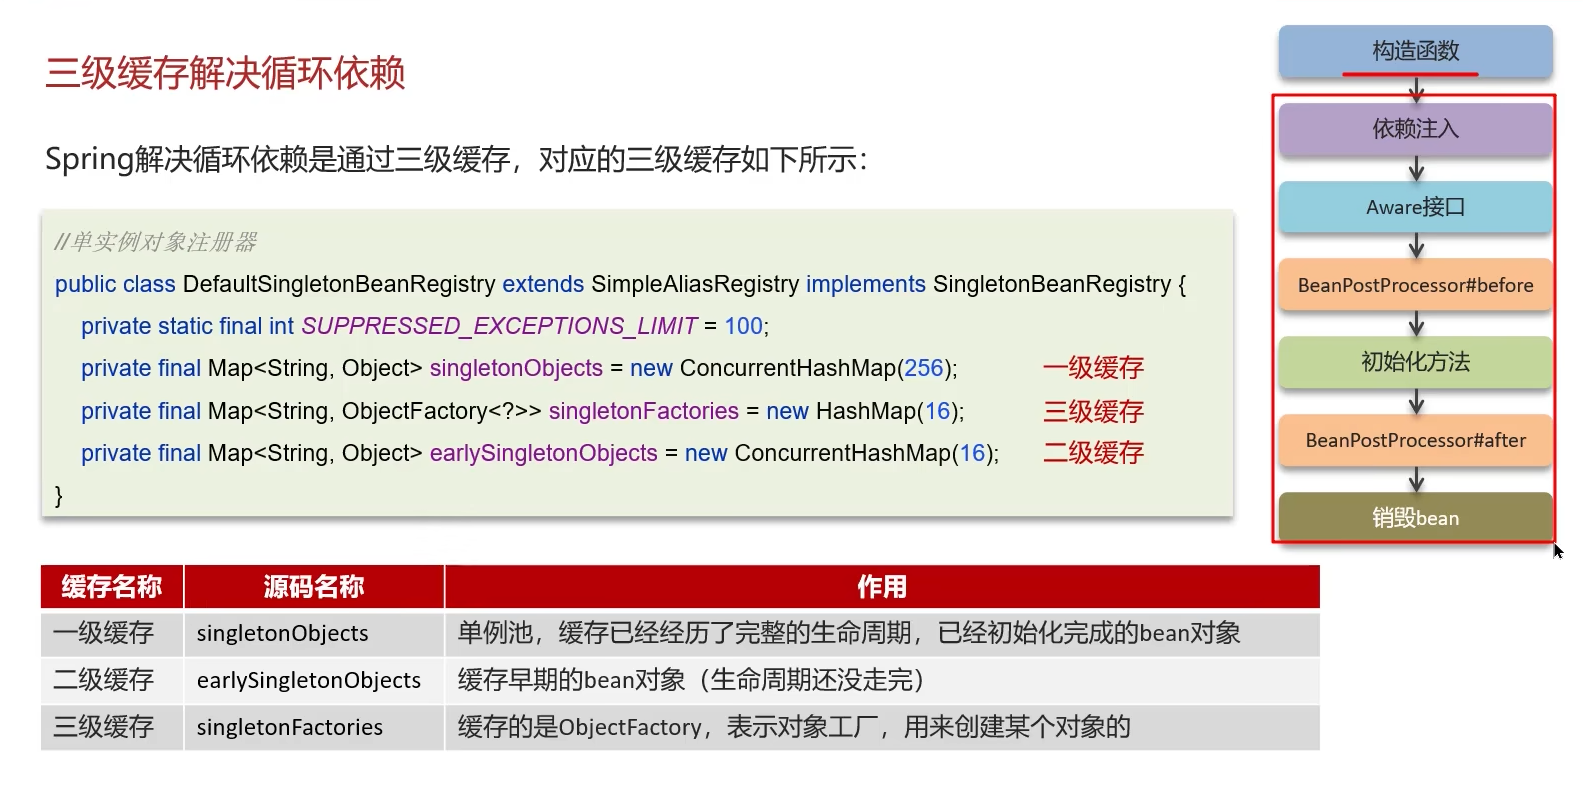 三级缓存解决循环依赖
Spring解决循环依赖是通过三级缓存，对应的三级缓存如下所示：
//单实例对象注册器
public class DefaultSingletonBeanRegistry extends SimpleAliasRegistry implements SingletonBeanRegistry {
private static final int SUPPRESSED_EXCEPTIONS_LIMIT = 100;
private final Map<String, Object> singletonObjects = new ConcurrentHashMap(256); 一级缓存
private final Map<String, ObjectFactory<?>> singletonFactories = new HashMap(16); 三级缓存
private final Map<String, Object> earlySingletonObjects = new ConcurrentHashMap(16); 二级缓存
}
构造函数
依赖注入
Aware接口
BeanPostProcessor#before
初始化方法
BeanPostProcessor#after
销毁bean
缓存名称 源码名称 作用
一级缓存 singletonObjects 单例池，缓存已经经历了完整的生命周期，已经初始化完成的bean对象
二级缓存 earlySingletonObjects 缓存早期的bean对象（生命周期还没走完）
三级缓存 singletonFactories 缓存的是ObjectFactory，表示对象工厂，用来创建某个对象的